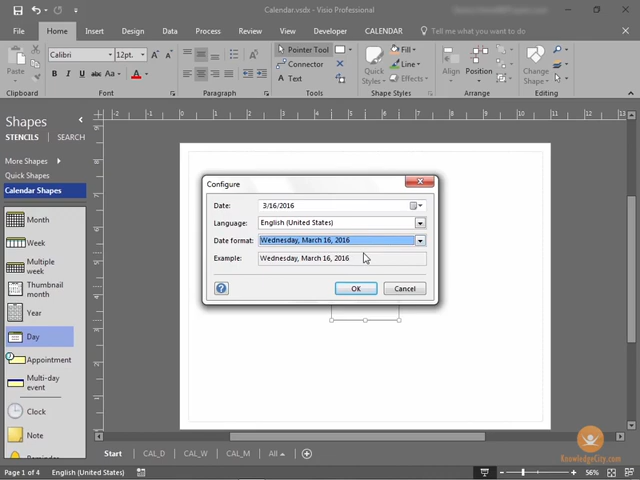 Calendar.vsdx - Visio Professional
File Home Insert Design Data Process Review View Developer Help CALENDAR Tell me what you want to do
Paste
Calibri 12pt.
B I U abc Aa A
Clipboard Font Paragraph
Pointer Tool
Connector
Text
Tools
Quick Styles
Fill
Line
Effects
Shape Styles
Align Position
Arrange
Change Shape
Editing
Shapes
STENCILS SEARCH
More Shapes
Quick Shapes
Calendar Shapes
Month
Week
Multiple week
Thumbnail month
Year
Day
Appointment
Multi-day event
Clock
Note
Reminder
Configure
Date: 3/16/2016
Language: English (United States)
Date format: Wednesday, March 16, 2016
Example: Wednesday, March 16, 2016
? OK Cancel
KnowledgeCity.com
Start CAL_D CAL_W CAL_M All
Page 1 of 4 English (United States) 56%